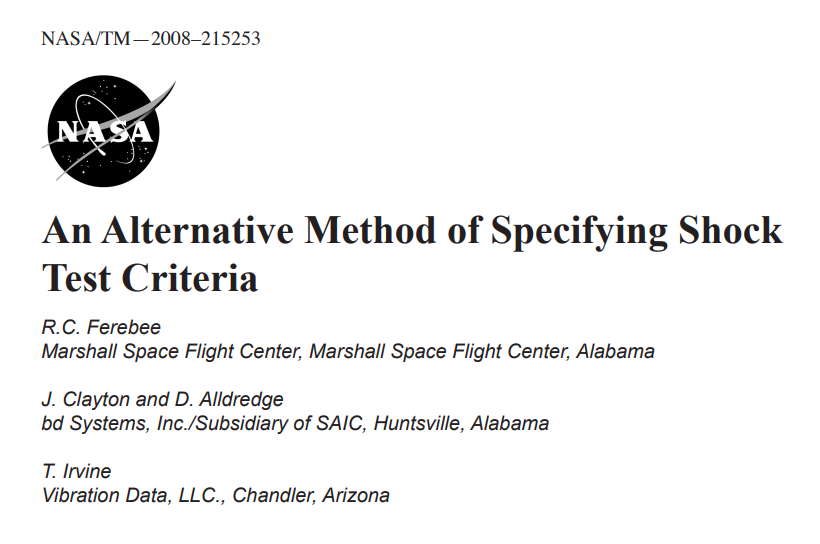 NASA/TM—2008–215253
NASA
An Alternative Method of Specifying Shock
Test Criteria
R.C. Ferebee
Marshall Space Flight Center, Marshall Space Flight Center, Alabama
J. Clayton and D. Alldredge
bd Systems, Inc./Subsidiary of SAIC, Huntsville, Alabama
T. Irvine
Vibration Data, LLC., Chandler, Arizona